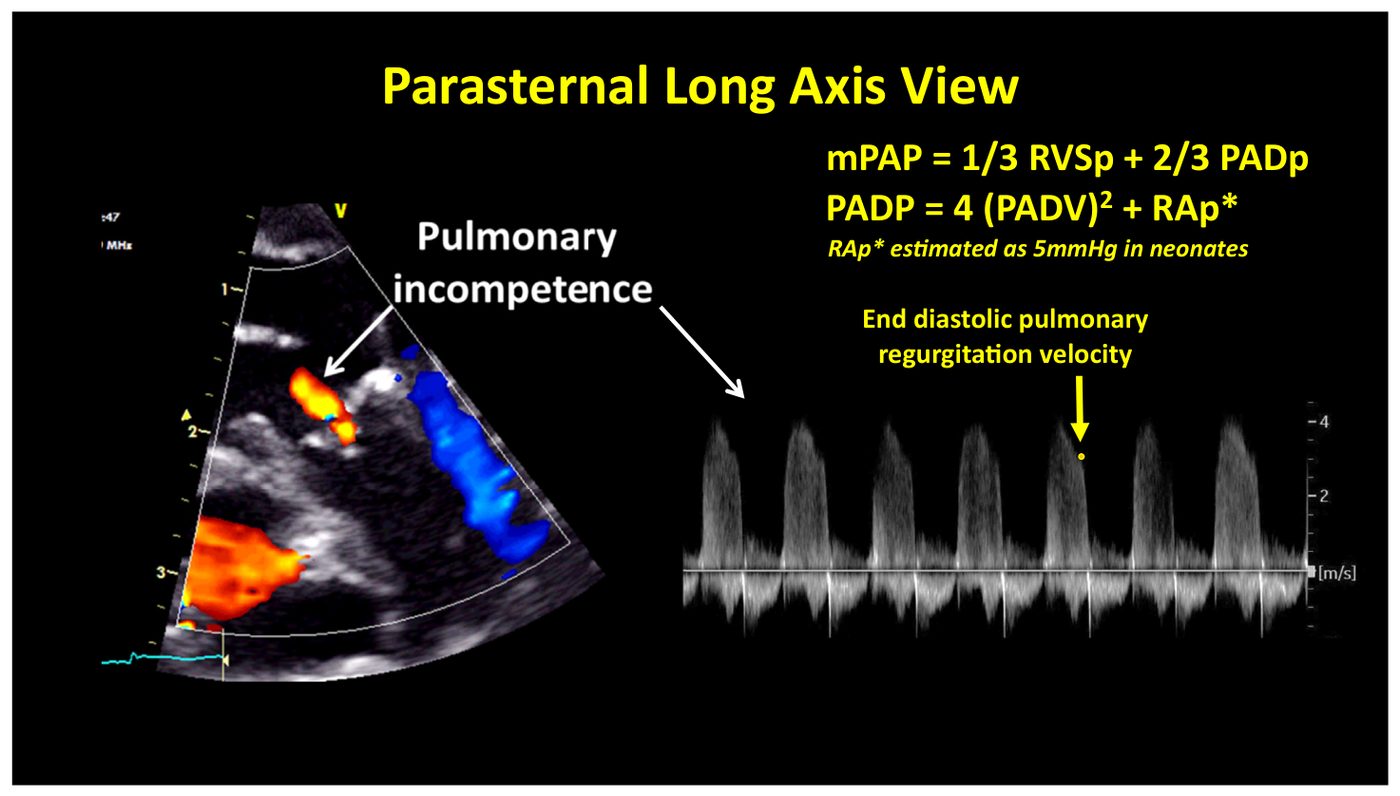 Parasternal Long Axis View
mPAP = 1/3 RVSp + 2/3 PADp
PADP = 4 (PADV)² + RAp*
RAp* estimated as 5mmHg in neonates
:47
MHz
V
Pulmonary
incompetence
End diastolic pulmonary
regurgitation velocity
1
2
3
4
2
[m/s]